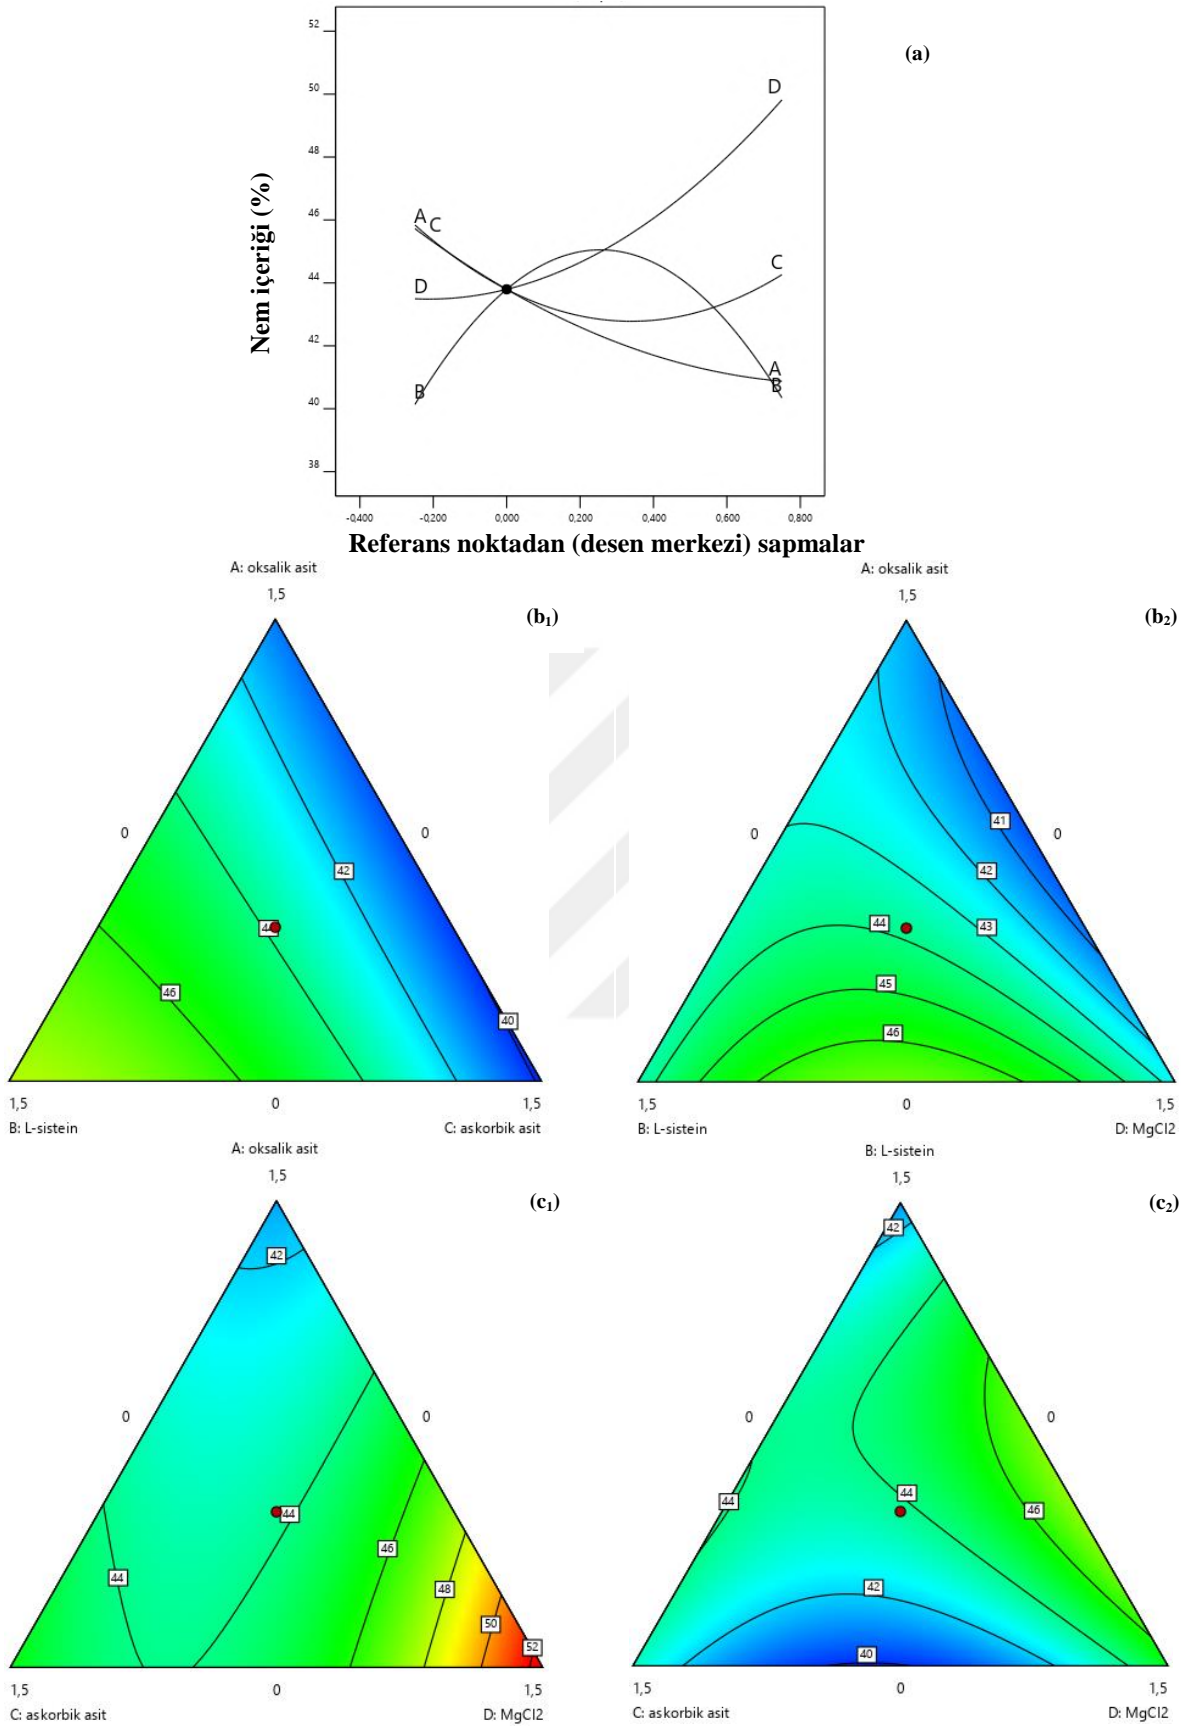 (a)
52
50
48
46
44
42
40
38
Nem içeriği (%)
A
C
D
B
D
C
A
B
-0,400
-0,200
0,000
0,200
0,400
0,600
0,800
Referans noktadan (desen merkezi) sapmalar
A: oksalik asit
1,5
(b1)
0
0
42
44
46
40
1,5
0
1,5
B: L-sistein
C: askorbik asit
A: oksalik asit
1,5
(b2)
0
0
41
42
44
43
45
46
1,5
0
1,5
B: L-sistein
D: MgCl2
A: oksalik asit
1,5
(c1)
42
0
0
44
46
44
48
50
52
1,5
0
1,5
C: askorbik asit
D: MgCl2
B: L-sistein
1,5
(c2)
42
0
0
44
44
46
42
40
1,5
0
1,5
C: askorbik asit
D: MgCl2